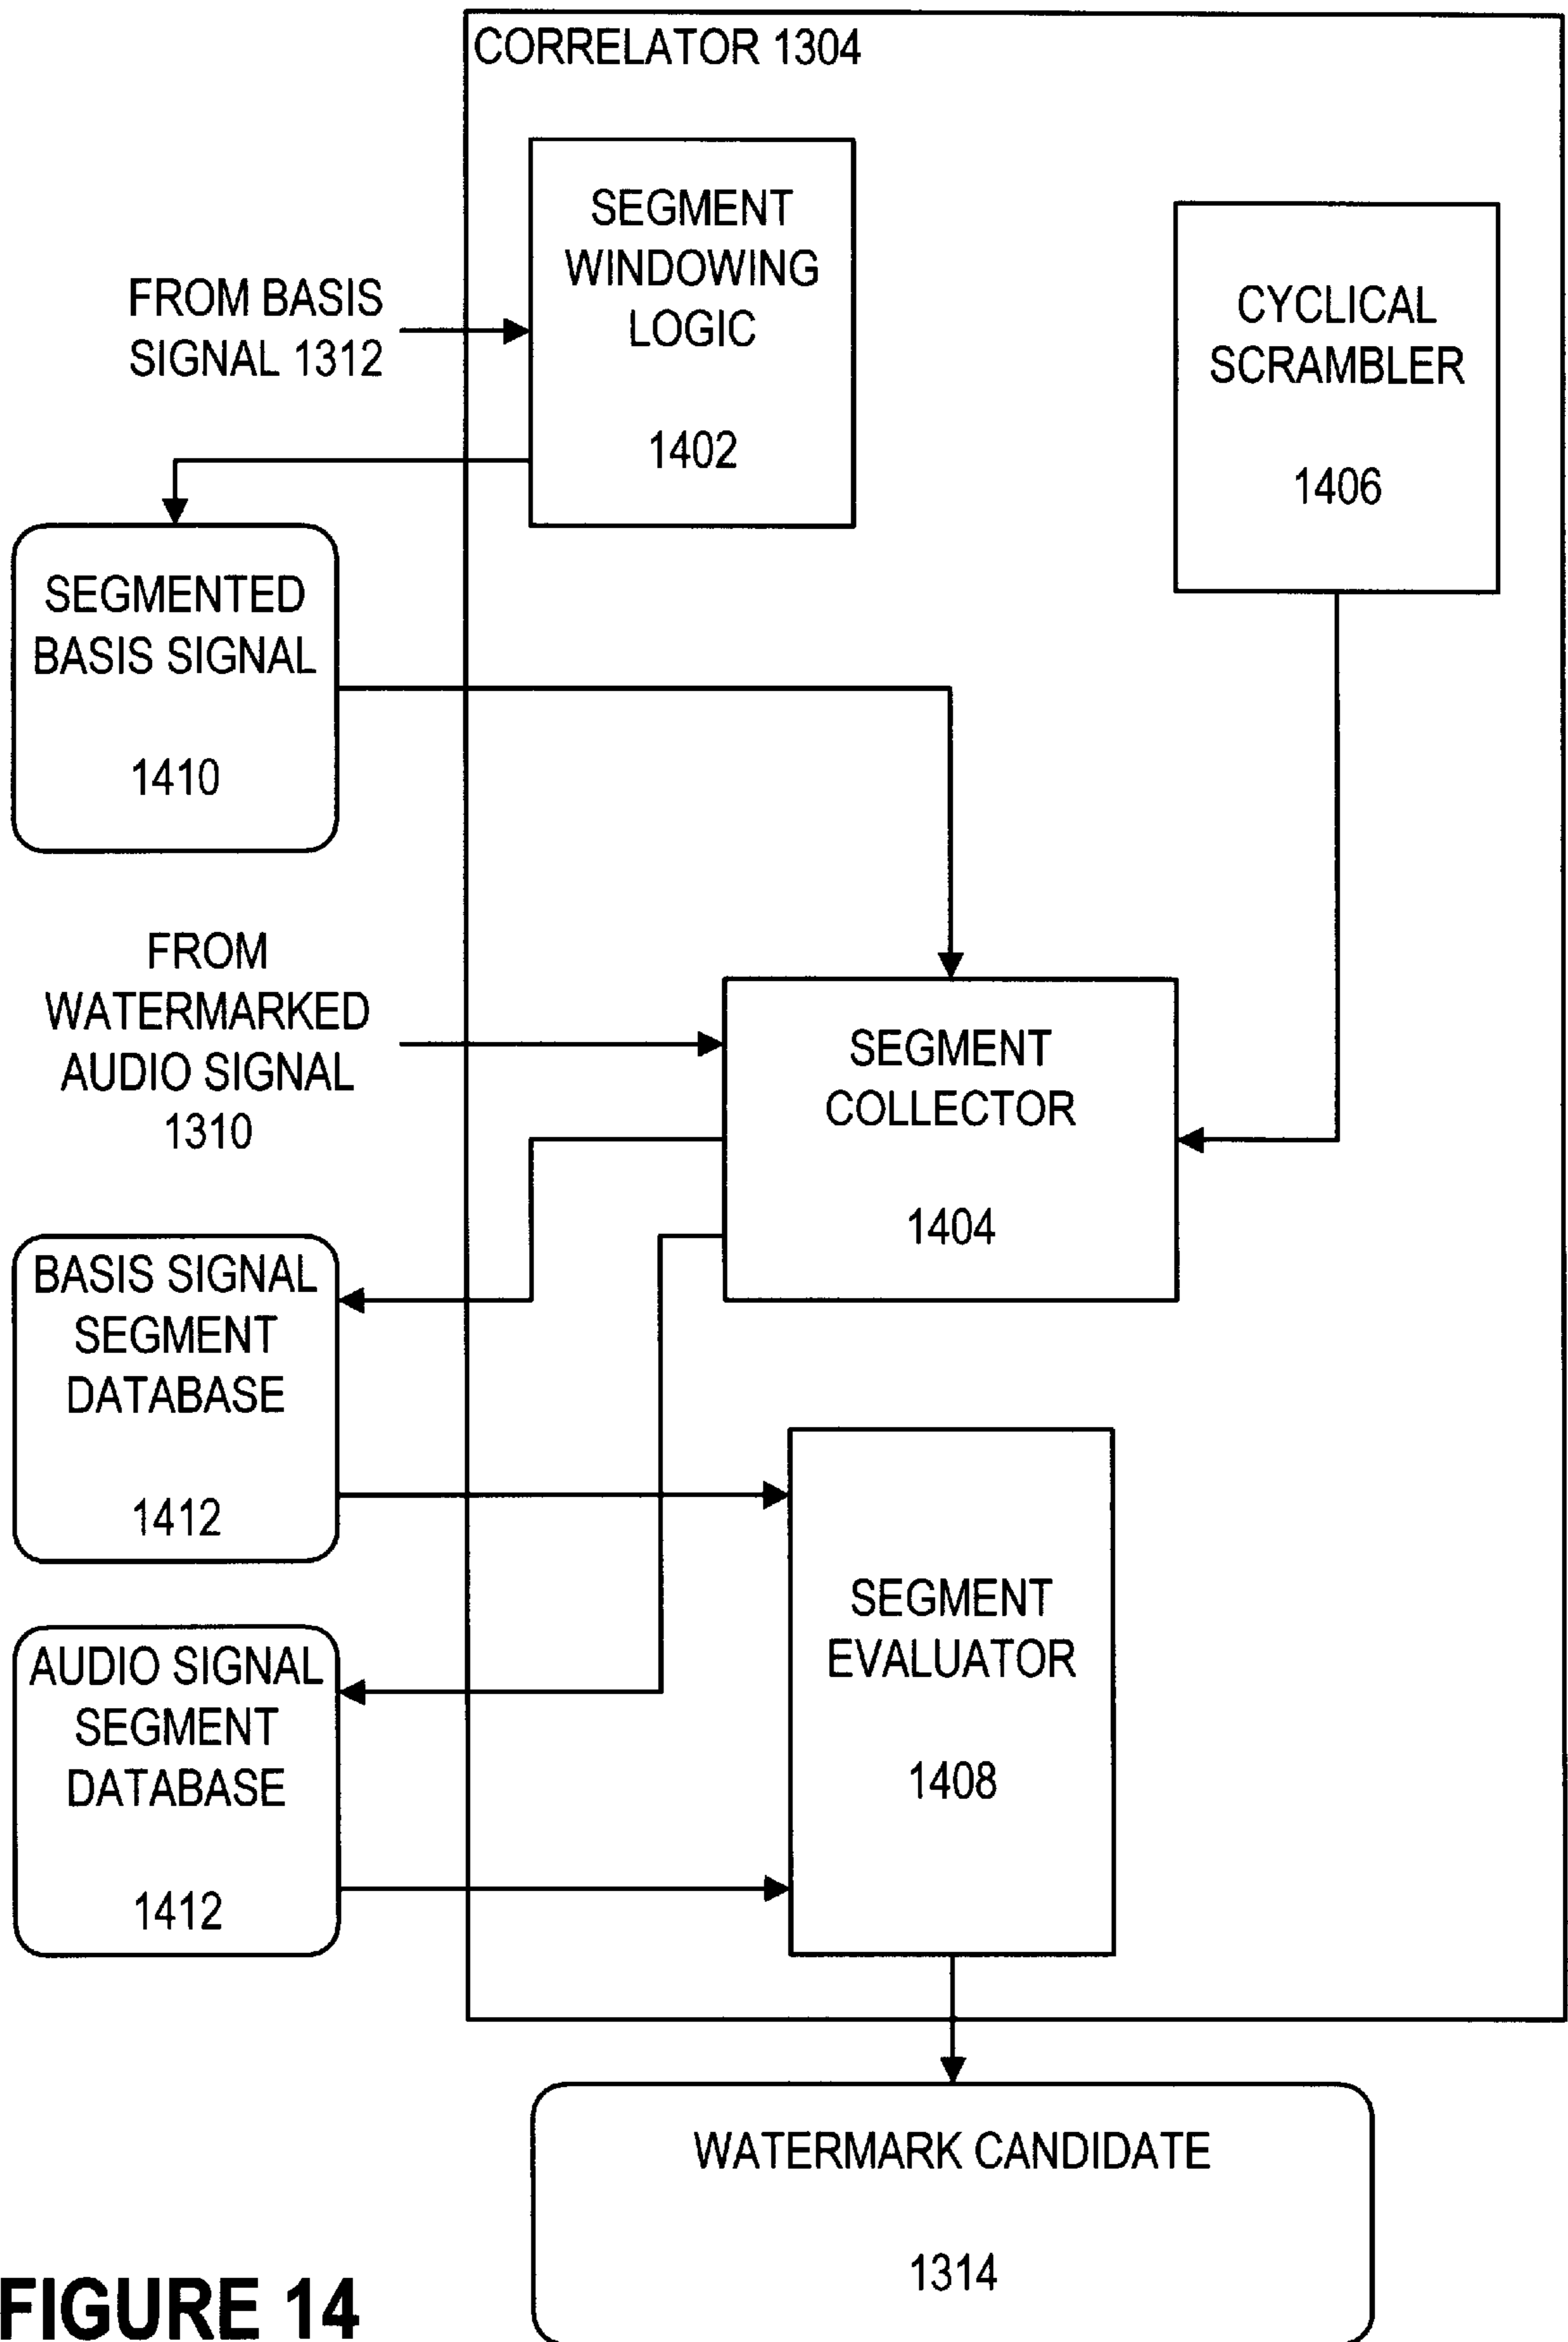 CORRELATOR 1304
SEGMENT
WINDOWING
LOGIC
1402
CYCLICAL
SCRAMBLER
1406
FROM BASIS
SIGNAL 1312
SEGMENTED
BASIS SIGNAL
1410
FROM
WATERMARKED
AUDIO SIGNAL
1310
SEGMENT
COLLECTOR
1404
BASIS SIGNAL
SEGMENT
DATABASE
1412
SEGMENT
EVALUATOR
1408
AUDIO SIGNAL
SEGMENT
DATABASE
1412
WATERMARK CANDIDATE
1314
FIGURE 14